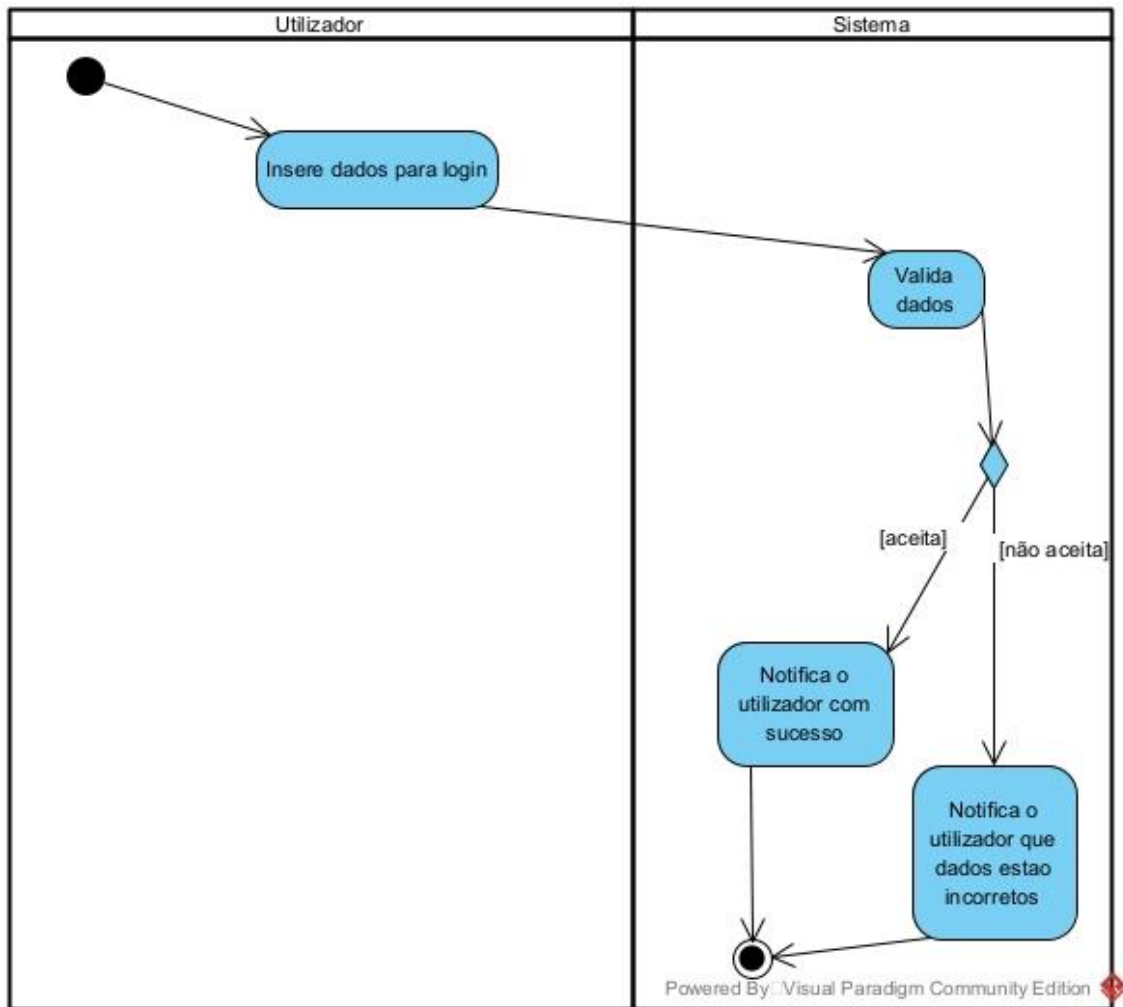 Utilizador
Sistema
Insere dados para login
Valida
dados
[aceita]
[não aceita]
Notifica o
utilizador com
sucesso
Notifica o
utilizador que
dados estao
incorretos
Powered By Visual Paradigm Community Edition